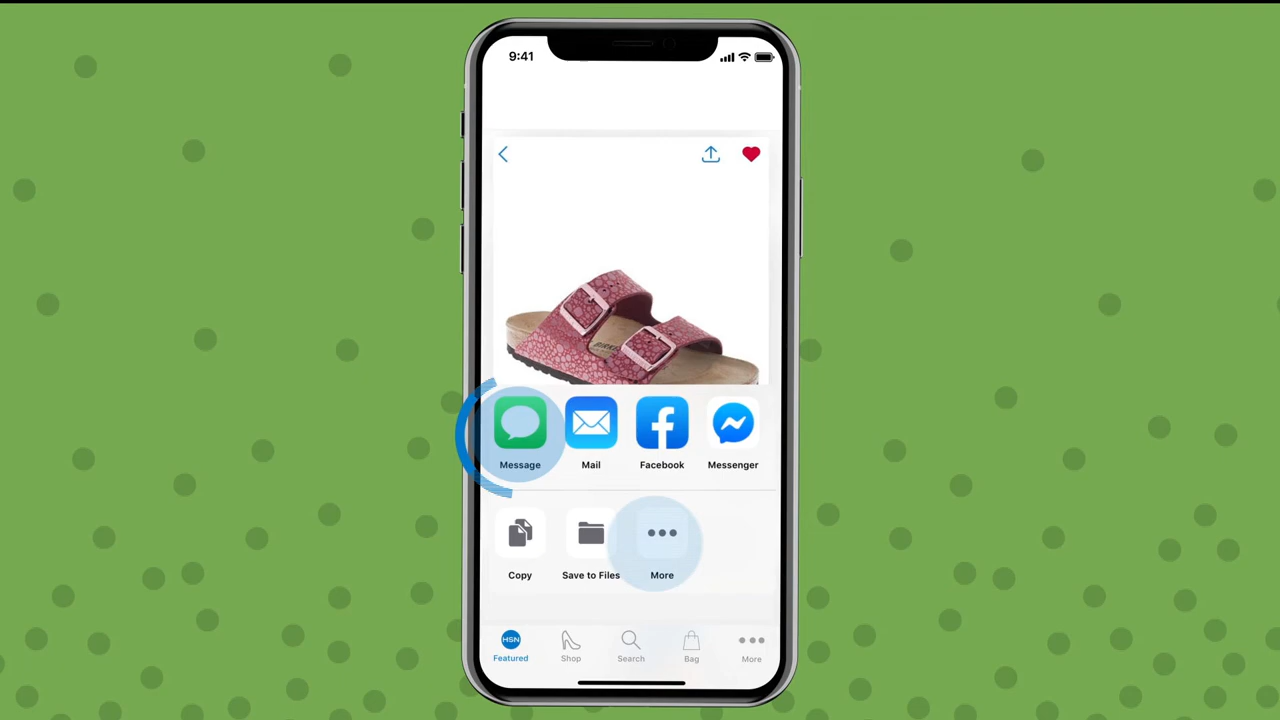 9:41
Message Mail Facebook Messenger
Copy Save to Files More
HSN
Featured Shop Search Bag More